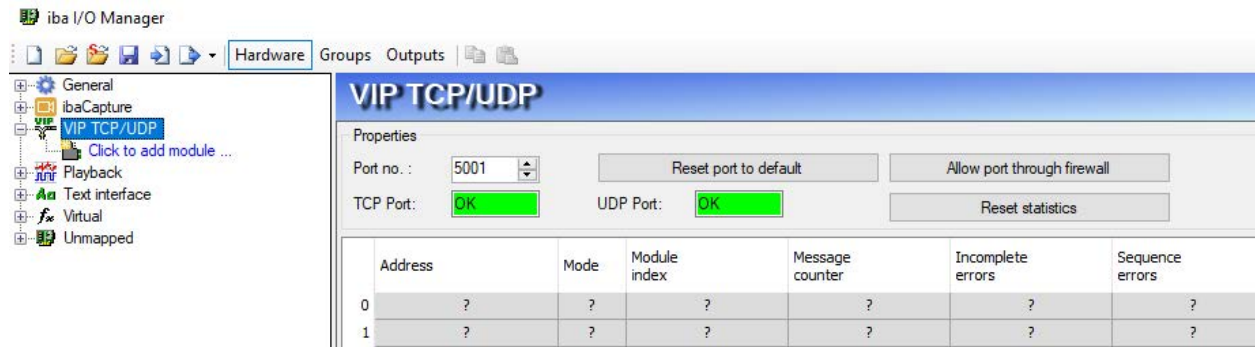 iba I/O Manager
Hardware Groups Outputs
General
ibaCapture
VIP TCP/UDP
Click to add module ...
Playback
Text interface
Virtual
Unmapped
VIP TCP/UDP
Properties
Port no. : 5001 Reset port to default Allow port through firewall
TCP Port: OK UDP Port: OK Reset statistics
Address Mode Module index Message counter Incomplete errors Sequence errors
0 ? ? ? ? ? ?
1 ? ? ? ? ? ?